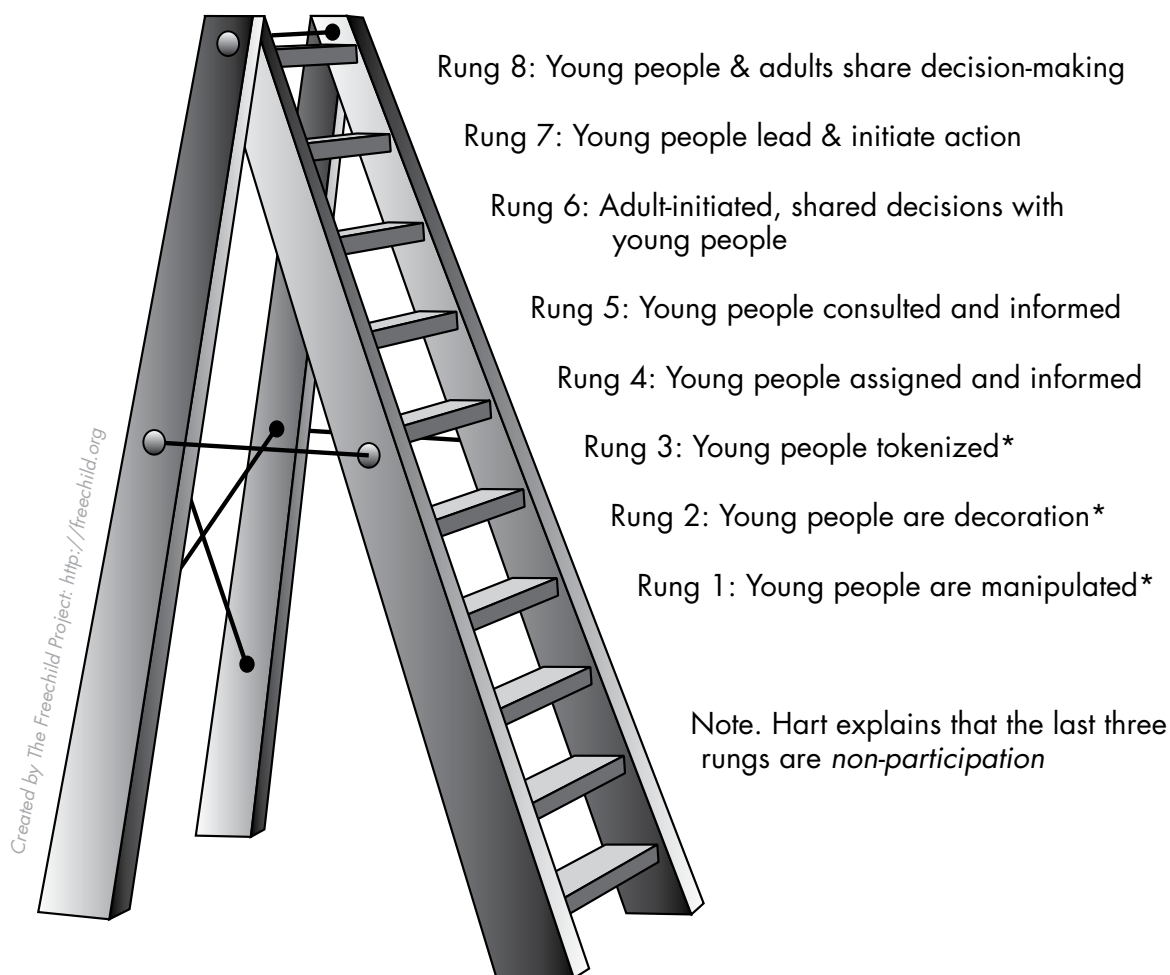 Rung 8: Young people & adults share decision-making
Rung 7: Young people lead & initiate action
Rung 6: Adult-initiated, shared decisions with
young people
Rung 5: Young people consulted and informed
Rung 4: Young people assigned and informed
Rung 3: Young people tokenized*
Rung 2: Young people are decoration*
Rung 1: Young people are manipulated*
Note. Hart explains that the last three
rungs are non-participation
Created by The Freechild Project: http://freechild.org